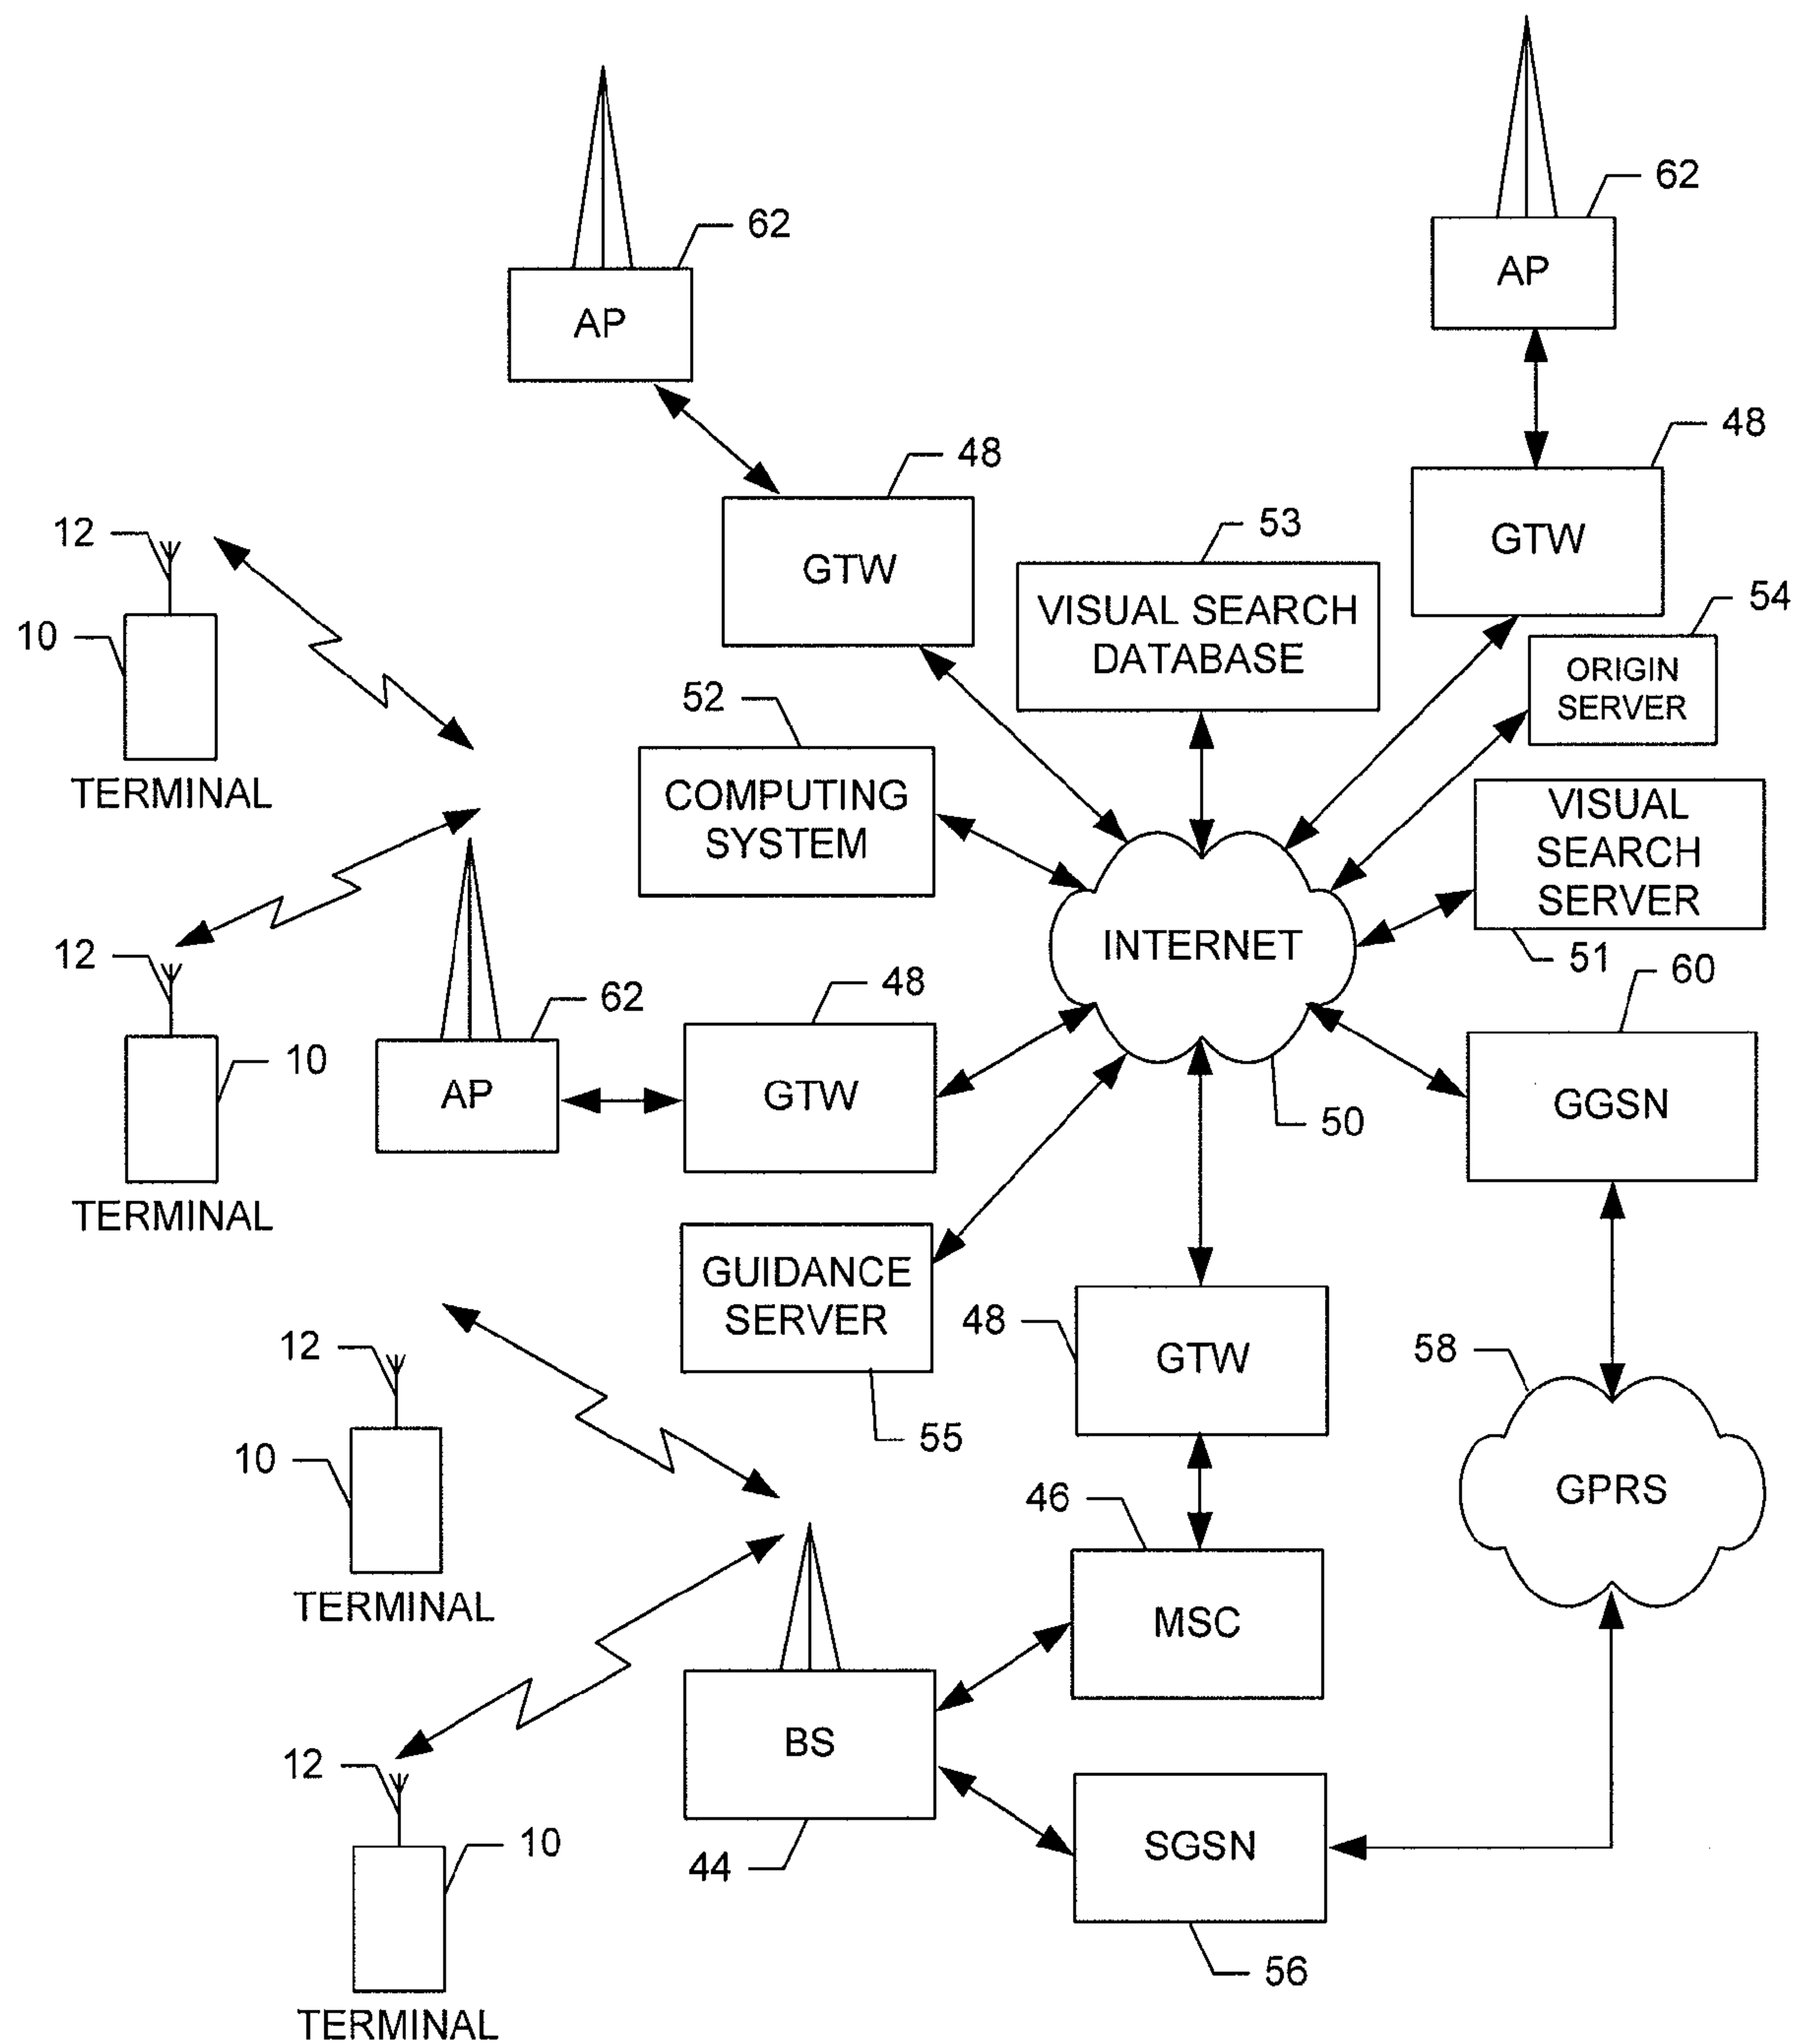 62
AP
62
AP
48
GTW
48
GTW
53
VISUAL SEARCH
DATABASE
54
ORIGIN
SERVER
12
10
TERMINAL
52
COMPUTING
SYSTEM
VISUAL
SEARCH
SERVER
51
INTERNET
50
12
10
TERMINAL
62
AP
48
GTW
60
GGSN
GUIDANCE
SERVER
55
48
GTW
58
GPRS
12
10
TERMINAL
46
MSC
BS
44
12
10
TERMINAL
SGSN
56